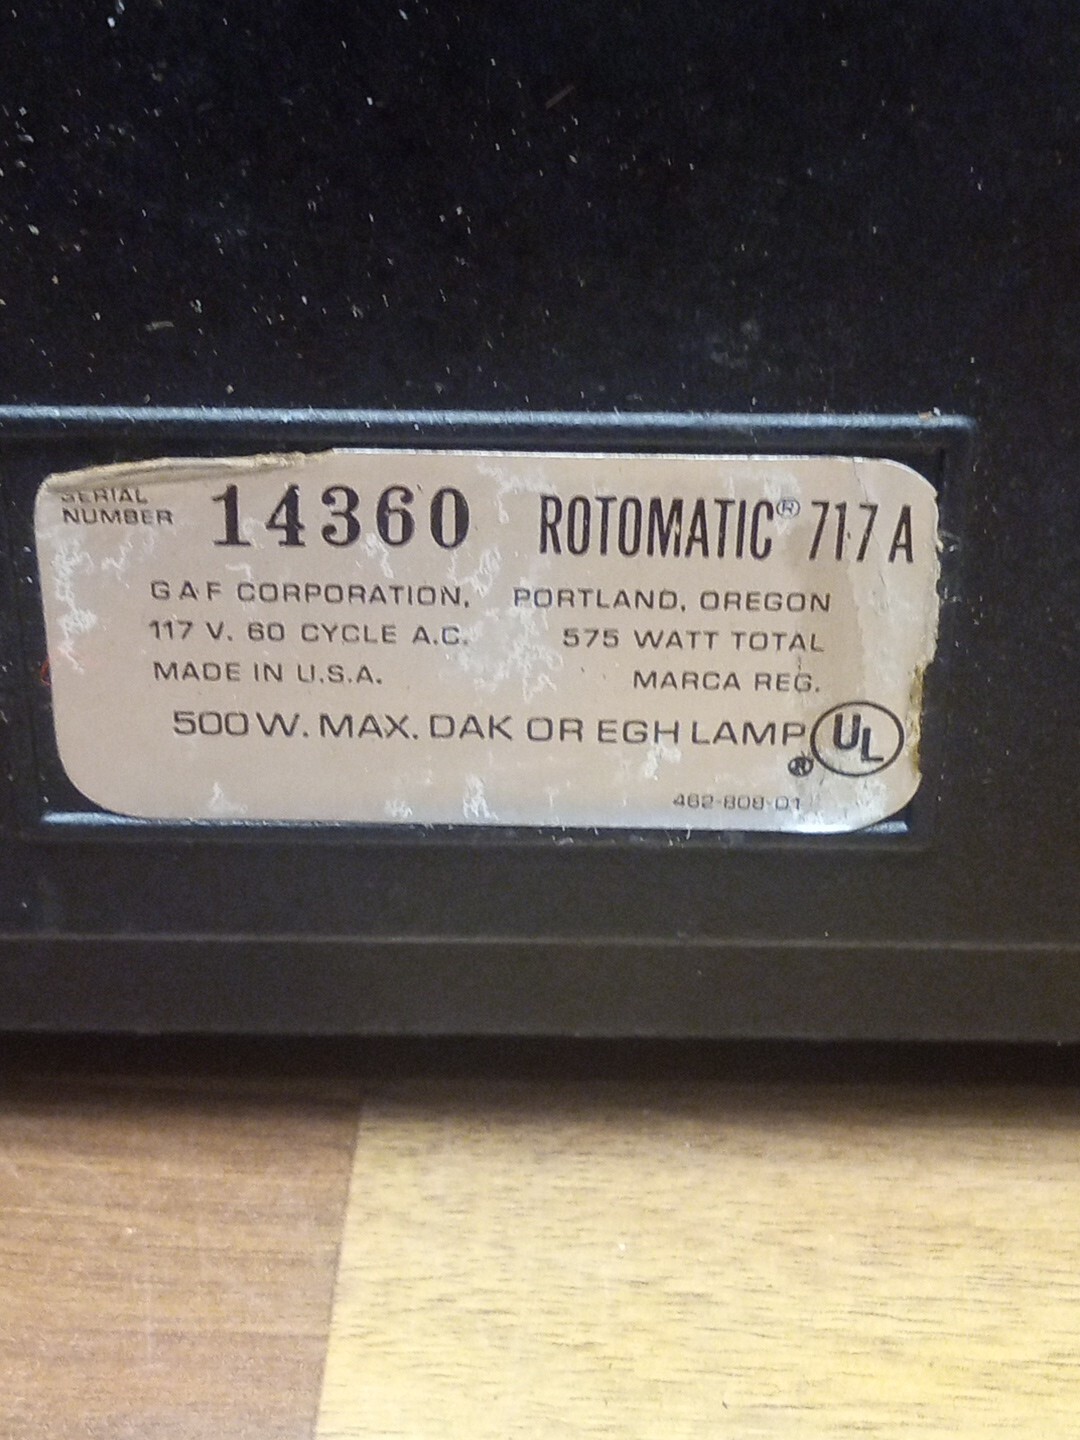 SERIAL
NUMBER
14360
ROTOMATIC® 717 A
GAF CORPORATION, PORTLAND, OREGON
117 V. 60 CYCLE A.C. 575 WATT TOTAL
MADE IN U.S.A. MARCA REG.
500W. MAX. DAK OR EGH LAMP
UL
®
462-808-01